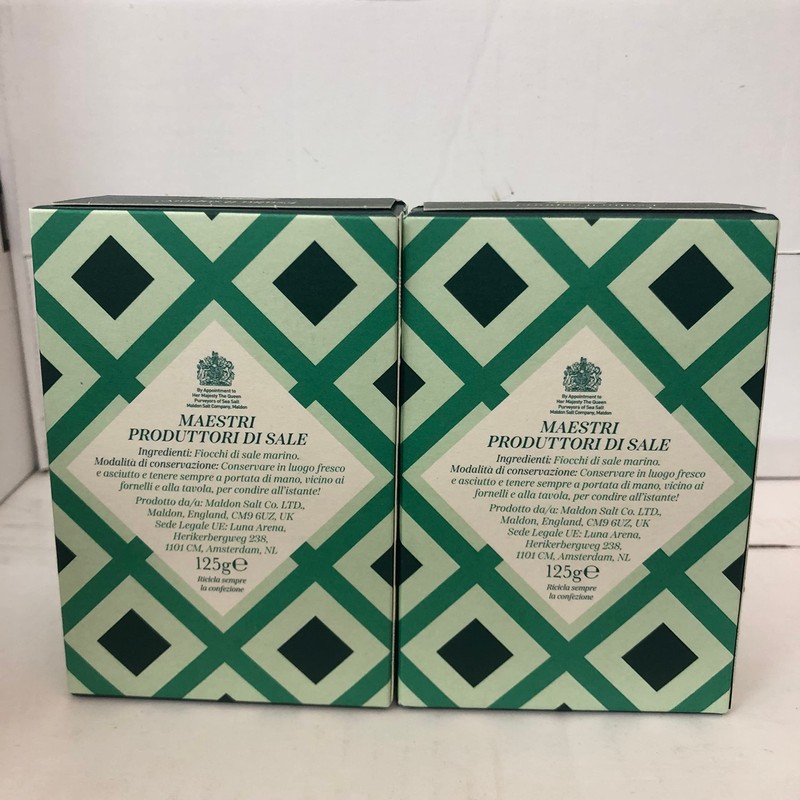 By Appointment to
Her Majesty The Queen
Purveyors of Sea Salt
Maldon Salt Company, Maldon
MAESTRI
PRODUTTORI DI SALE
Ingredienti: Fiocchi di sale marino.
Modalità di conservazione: Conservare in luogo fresco
e asciutto e tenere sempre a portata di mano, vicino ai
fornelli e alla tavola, per condire all'istante!
Prodotto da/a: Maldon Salt Co. LTD.,
Maldon, England, CM9 6UZ, UK
Sede Legale UE: Luna Arena,
Herikerbergweg 238,
1101 CM, Amsterdam, NL
125g℮
Ricicla sempre
la confezione
By Appointment to
Her Majesty The Queen
Purveyors of Sea Salt
Maldon Salt Company, Maldon
MAESTRI
PRODUTTORI DI SALE
Ingredienti: Fiocchi di sale marino.
Modalità di conservazione: Conservare in luogo fresco
e asciutto e tenere sempre a portata di mano, vicino ai
fornelli e alla tavola, per condire all'istante!
Prodotto da/a: Maldon Salt Co. LTD.,
Maldon, England, CM9 6UZ, UK
Sede Legale UE: Luna Arena,
Herikerbergweg 238,
1101 CM, Amsterdam, NL
125g℮
Ricicla sempre
la confezione